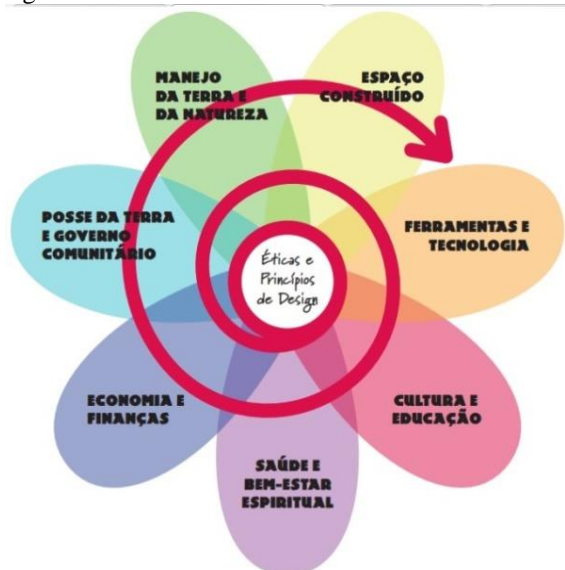 MANEJO
DA TERRA E
DA NATUREZA
ESPAÇO
CONSTRUÍDO
POSSE DA TERRA
E GOVERNO
COMUNITÁRIO
FERRAMENTAS E
TECNOLOGIA
Éticas e
Princípios
de Design
ECONOMIA E
FINANÇAS
CULTURA E
EDUCAÇÃO
SAÚDE E
BEM-ESTAR
ESPIRITUAL